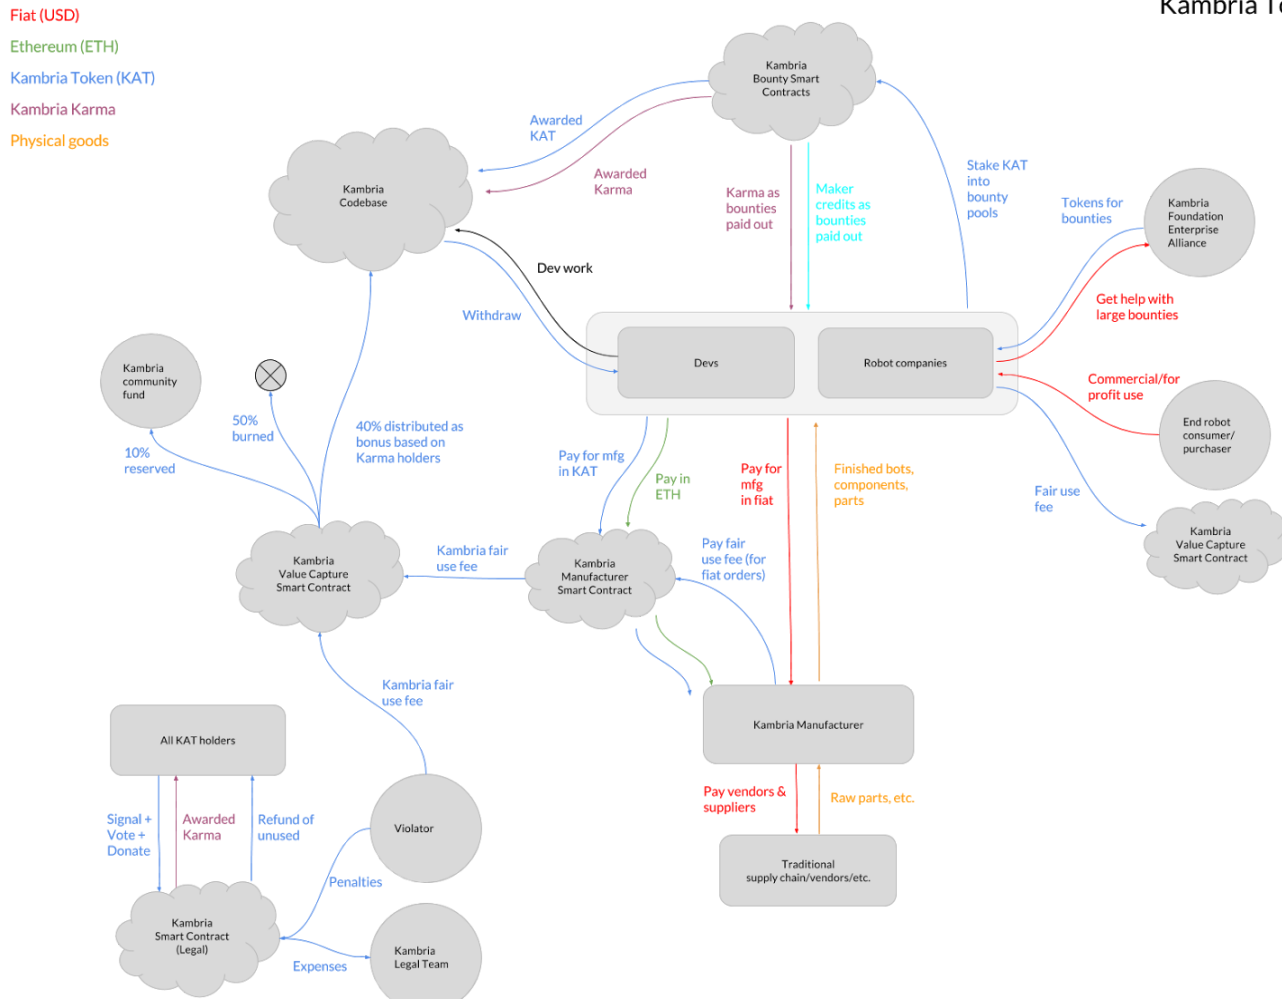 Kambria To
Fiat (USD)
Ethereum (ETH)
Kambria Token (KAT)
Kambria Karma
Physical goods
Kambria
Bounty Smart
Contracts
Awarded
KAT
Awarded
Karma
Kambria
Codebase
Karma as
bounties
paid out
Maker
credits as
bounties
paid out
Stake KAT
into
bounty
pools
Tokens for
bounties
Kambria
Foundation
Enterprise
Alliance
Get help with
large bounties
Dev work
Withdraw
Devs
Robot companies
Commercial/for
profit use
End robot
consumer/
purchaser
Fair use
fee
Kambria
Value Capture
Smart Contract
Kambria
community
fund
10%
reserved
50%
burned
40% distributed as
bonus based on
Karma holders
Pay for mfg
in KAT
Pay in
ETH
Pay for
mfg
in fiat
Finished bots,
components,
parts
Kambria
Value Capture
Smart Contract
Kambria fair
use fee
Kambria
Manufacturer
Smart Contract
Pay fair
use fee (for
fiat orders)
Kambria fair
use fee
Kambria Manufacturer
All KAT holders
Pay vendors &
suppliers
Raw parts, etc.
Signal +
Vote +
Donate
Awarded
Karma
Refund of
unused
Violator
Penalties
Traditional
supply chain/vendors/etc.
Kambria
Smart Contract
(Legal)
Expenses
Kambria
Legal Team